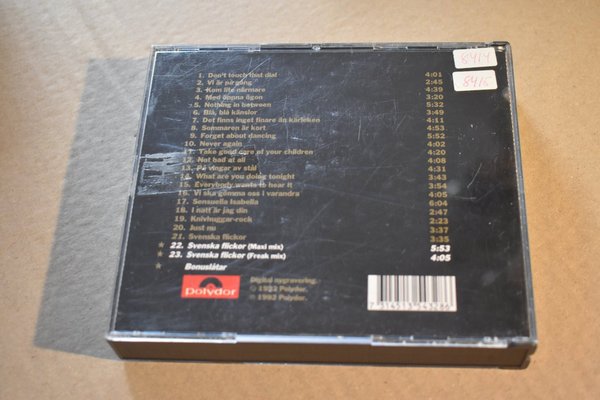 8414
8415
1. Don't touch that dial 4:01
2. Vi är på gång 2:45
3. Kom lite närmare 4:39
4. Med öppna ögon 3:20
5. Nothing in between 5:32
6. Blå, blå känslor 3:49
7. Det finns inget finare än kärleken 4:11
8. Sommaren är kort 4:53
9. Forget about dancing 5:52
10. Never again 4:02
11. Take good care of your children 4:20
12. Not bad at all 4:08
13. På vingar av stål 4:31
14. What are you doing tonight 3:43
15. Everybody wants to hear it 3:54
16. Vi ska gömma oss i varandra 4:05
17. Sensuella Isabella 6:04
18. I natt är jag din 2:47
19. Knivhuggar-rock 2:23
20. Just nu 3:37
21. Svenska flickor 3:35
★ 22. Svenska flickor (Maxi mix) 5:53
★ 23. Svenska flickor (Freak mix) 4:05
★ Bonuslåtar
polydor
Digital nygravering.
℗ 1992 Polydor.
© 1992 Polydor.
7 31451 3 43286